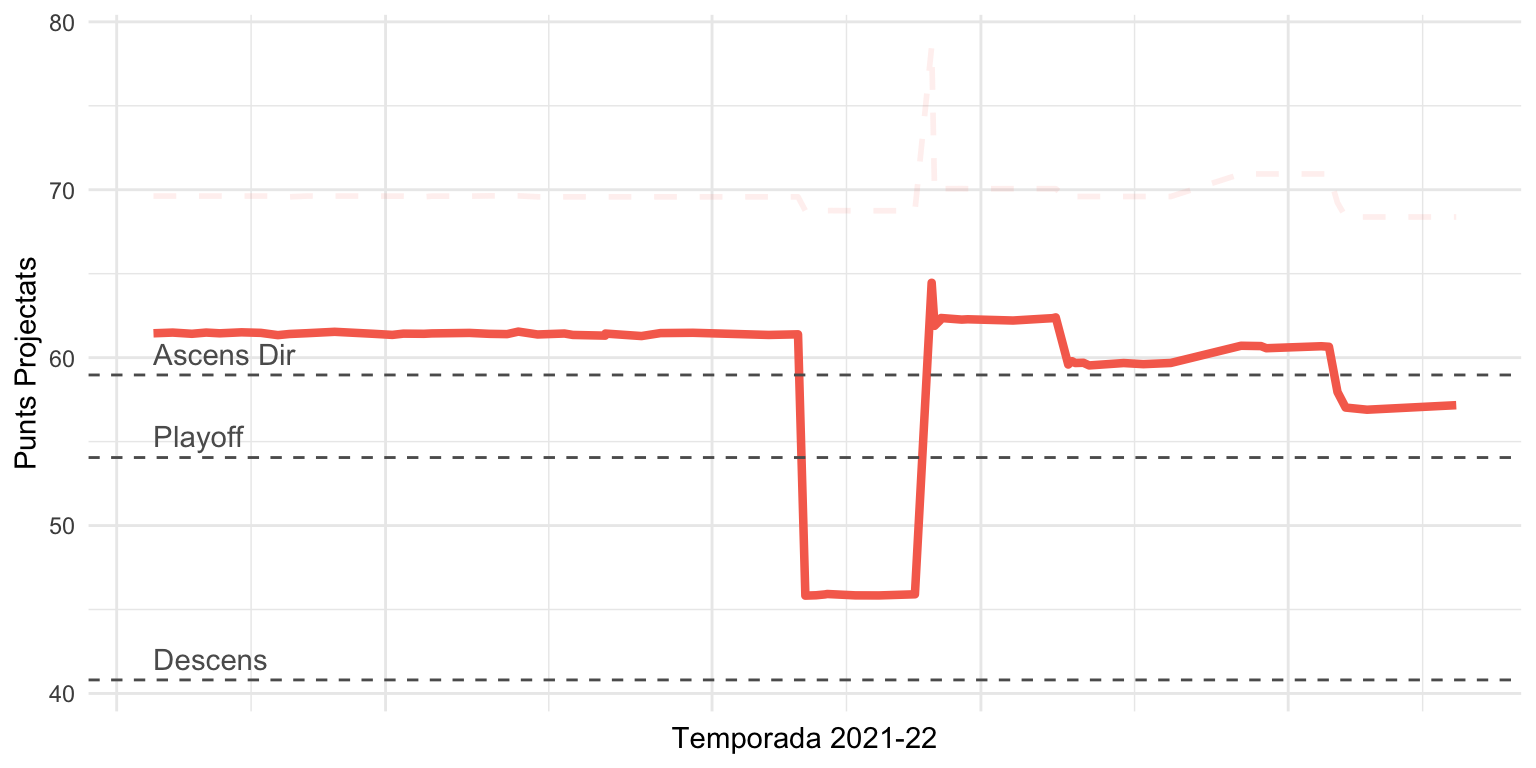 80
70
60
50
40
Punts Projectats
Ascens Dir
Playoff
Descens
Temporada 2021-22